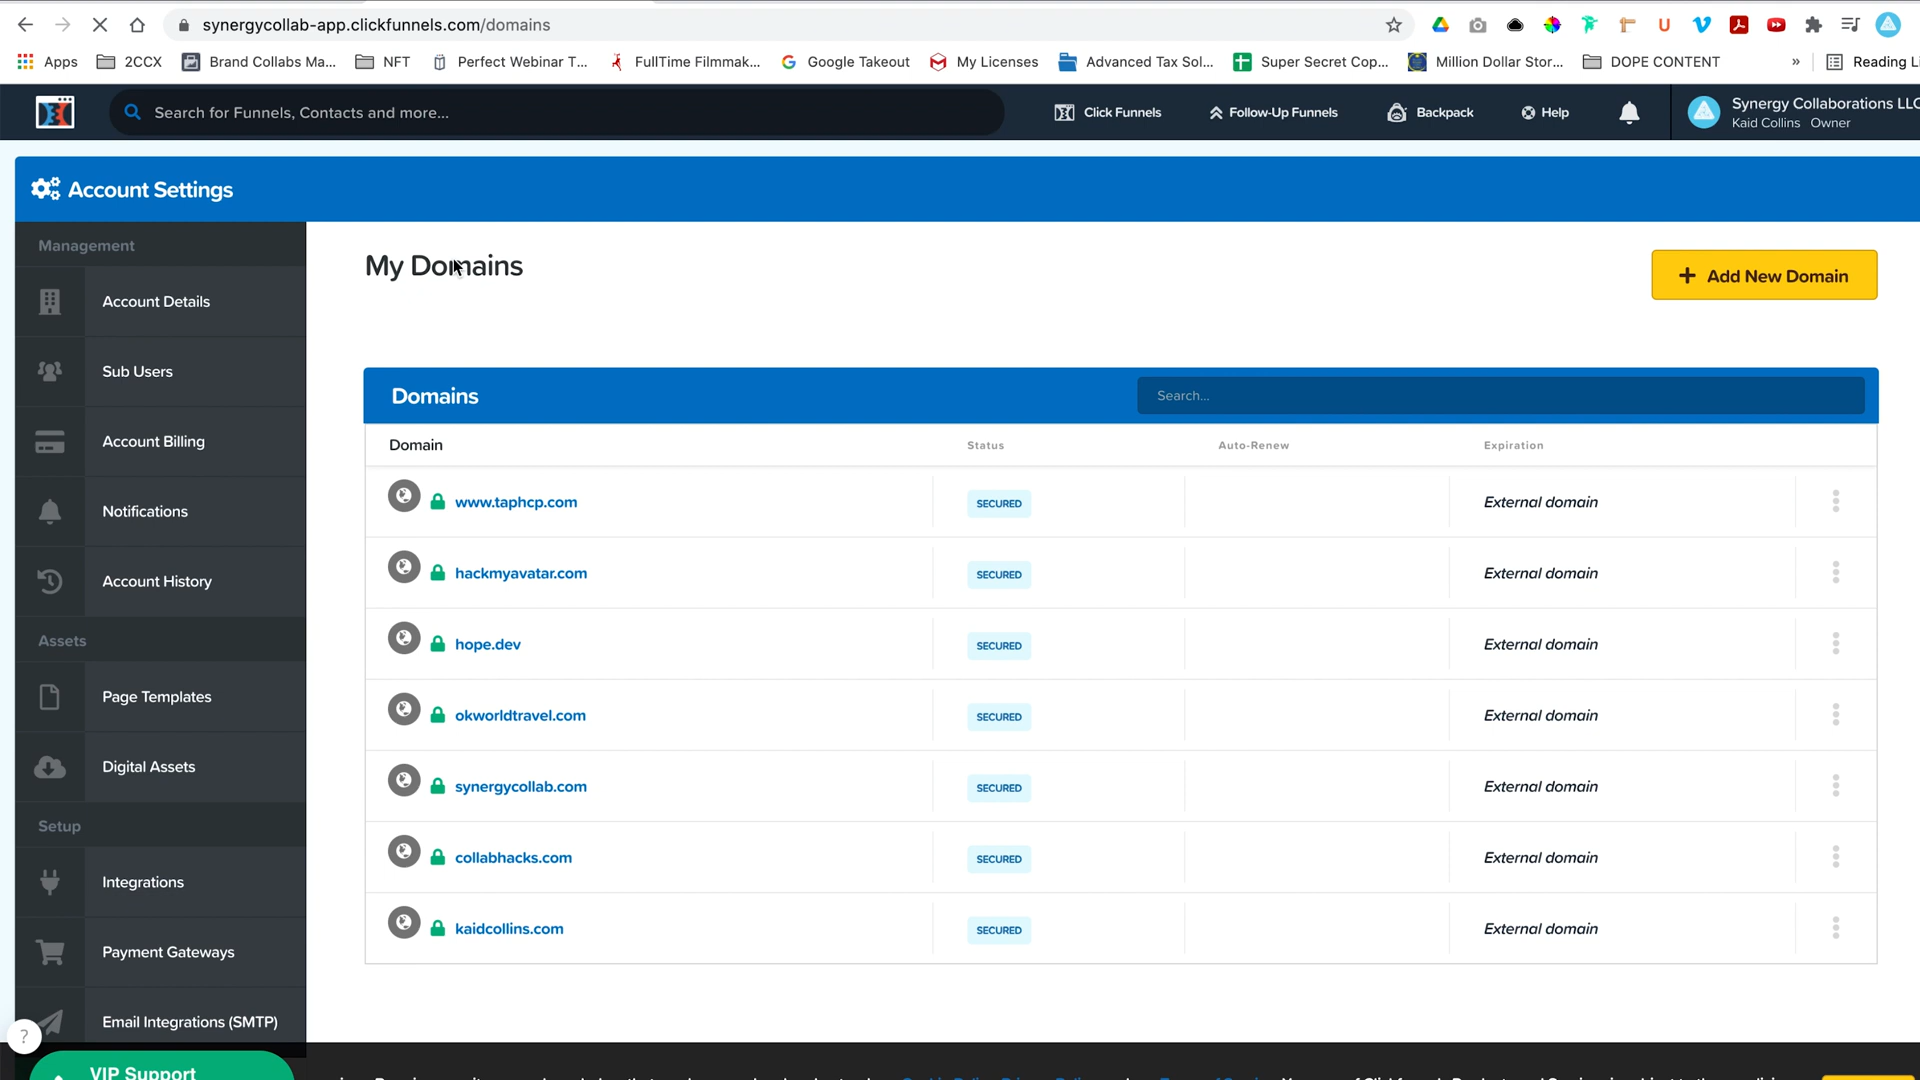 synergycollab-app.clickfunnels.com/domains
Apps
2CCX
Brand Collabs Ma...
NFT
Perfect Webinar T...
FullTime Filmmak...
Google Takeout
My Licenses
Advanced Tax Sol...
Super Secret Cop...
Million Dollar Stor...
DOPE CONTENT
»
Reading Li
Search for Funnels, Contacts and more...
Click Funnels
Follow-Up Funnels
Backpack
Help
Synergy Collaborations LLC
Kaid Collins Owner
Account Settings
Management
Account Details
Sub Users
Account Billing
Notifications
Account History
Assets
Page Templates
Digital Assets
Setup
Integrations
Payment Gateways
Email Integrations (SMTP)
?
VIP Support
My Domains
+ Add New Domain
Domains
Search...
Domain Status Auto-Renew Expiration
www.taphcp.com SECURED External domain
hackmyavatar.com SECURED External domain
hope.dev SECURED External domain
okworldtravel.com SECURED External domain
synergycollab.com SECURED External domain
collabhacks.com SECURED External domain
kaidcollins.com SECURED External domain